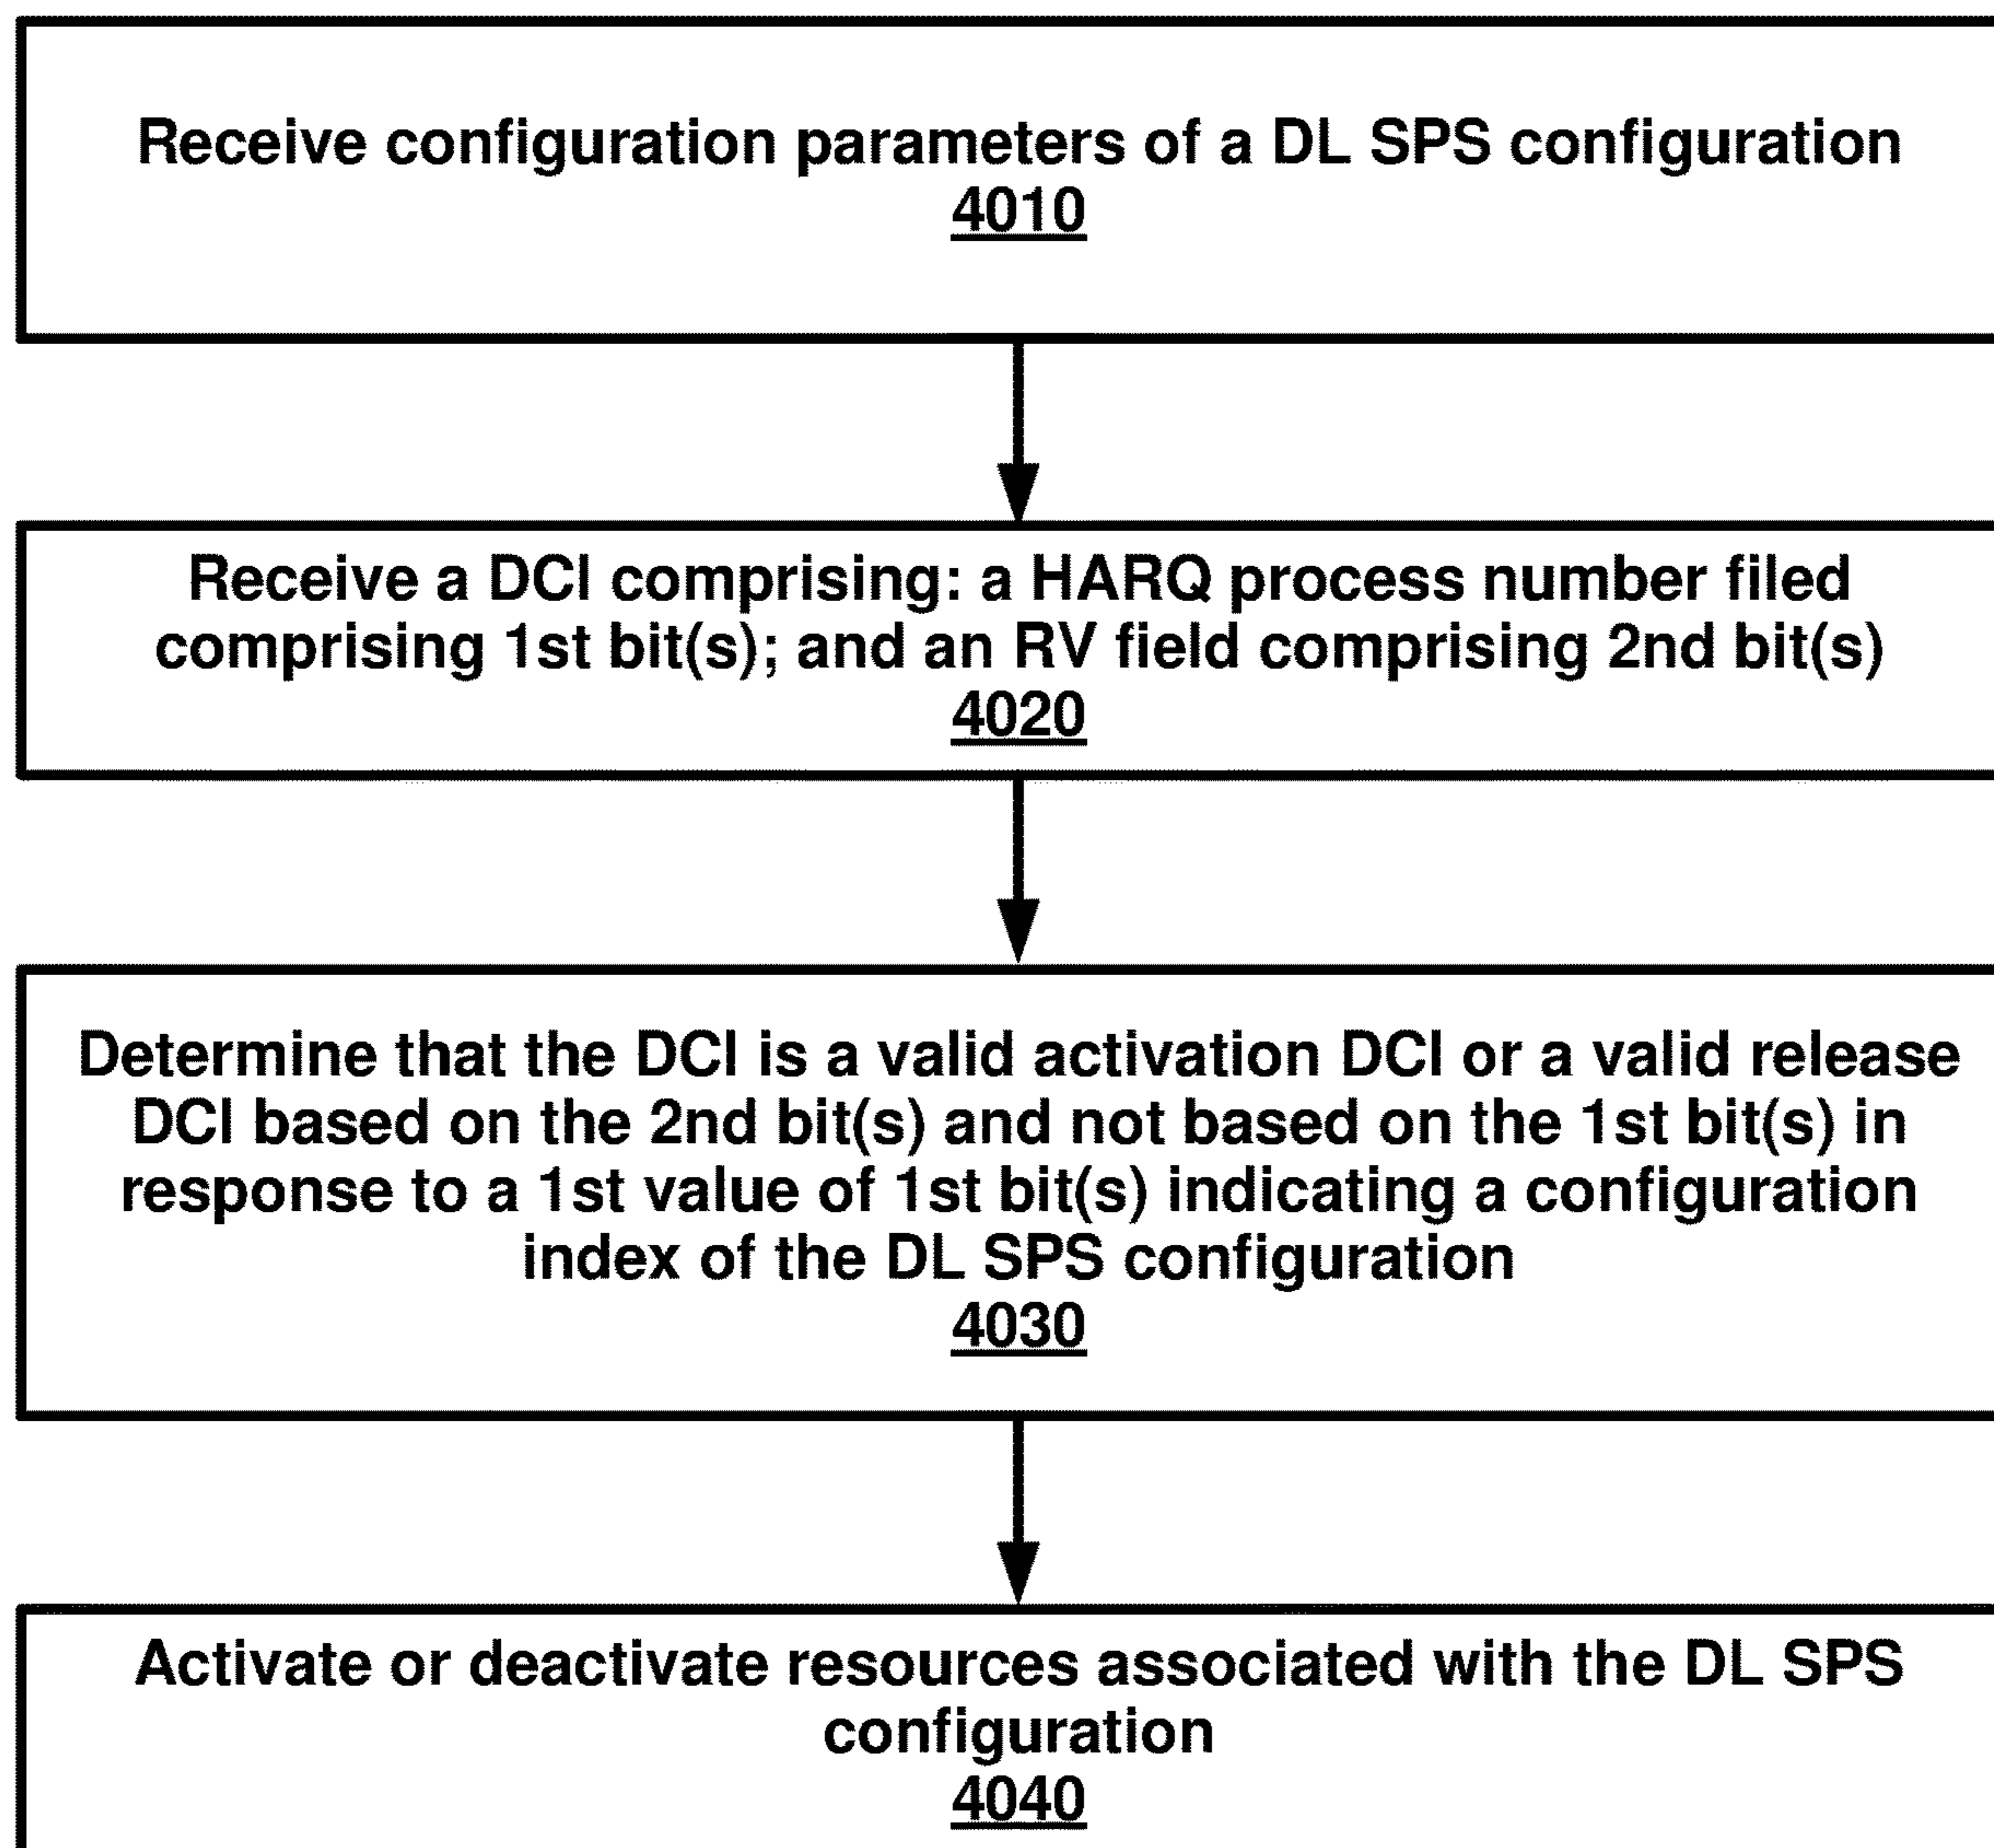 Receive configuration parameters of a DL SPS configuration
4010
Receive a DCI comprising: a HARQ process number filed
comprising 1st bit(s); and an RV field comprising 2nd bit(s)
4020
Determine that the DCI is a valid activation DCI or a valid release
DCI based on the 2nd bit(s) and not based on the 1st bit(s) in
response to a 1st value of 1st bit(s) indicating a configuration
index of the DL SPS configuration
4030
Activate or deactivate resources associated with the DL SPS
configuration
4040